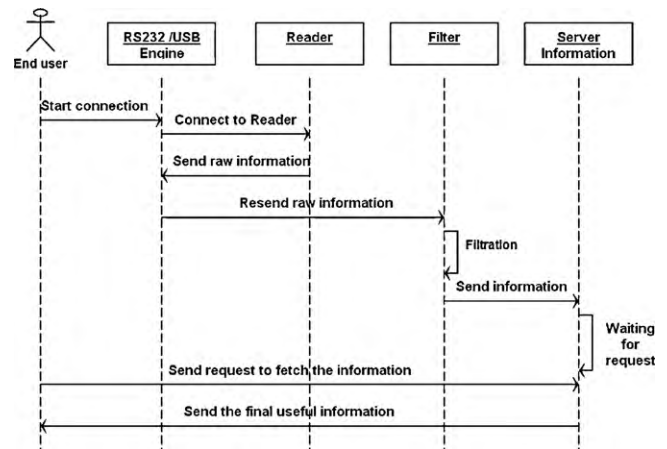 RS232 /USB
Engine
Reader
Filter
Server
Information
End user
Start connection
Connect to Reader
Send raw information
Resend raw information
Filtration
Send information
Waiting
for
request
Send request to fetch the information
Send the final useful information